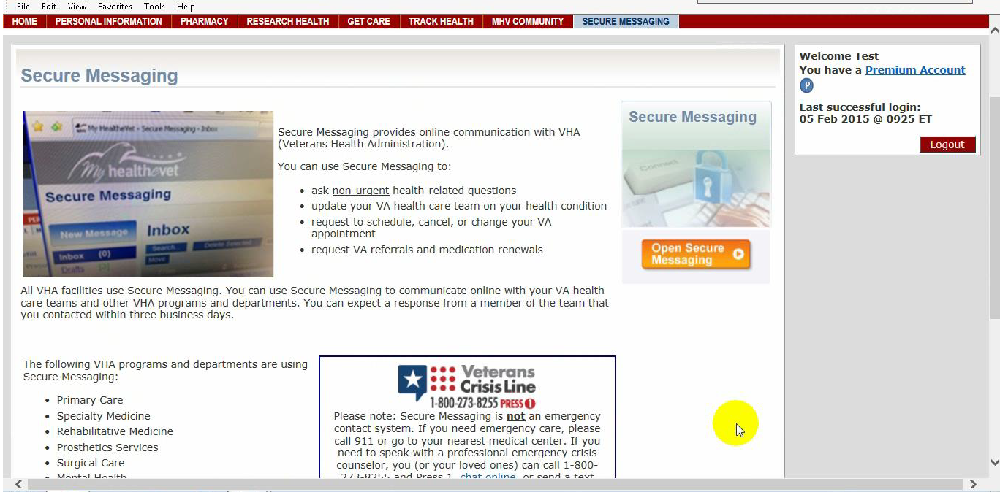 File Edit View Favorites Tools Help
HOME PERSONAL INFORMATION PHARMACY RESEARCH HEALTH GET CARE TRACK HEALTH MHV COMMUNITY SECURE MESSAGING
Secure Messaging
My HealtheVet - Secure Messaging - Inbox
My healthevet
Secure Messaging
New Message
Inbox
Inbox (0)
Drafts
Search...
Delete Selected...
Move
Secure Messaging provides online communication with VHA
(Veterans Health Administration).
You can use Secure Messaging to:
• ask non-urgent health-related questions
• update your VA health care team on your health condition
• request to schedule, cancel, or change your VA
appointment
• request VA referrals and medication renewals
All VHA facilities use Secure Messaging. You can use Secure Messaging to communicate online with your VA health
care teams and other VHA programs and departments. You can expect a response from a member of the team that
you contacted within three business days.
The following VHA programs and departments are using
Secure Messaging:
• Primary Care
• Specialty Medicine
• Rehabilitative Medicine
• Prosthetics Services
• Surgical Care
• Mental Health
Veterans
Crisis Line
1-800-273-8255 PRESS 1
Please note: Secure Messaging is not an emergency
contact system. If you need emergency care, please
call 911 or go to your nearest medical center. If you
need to speak with a professional emergency crisis
counselor, you (or your loved ones) can call 1-800-
273-8255 and Press 1, chat online, or send a text
Secure Messaging
Connect
Open Secure
Messaging
Welcome Test
You have a Premium Account
P
Last successful login:
05 Feb 2015 @ 0925 ET
Logout